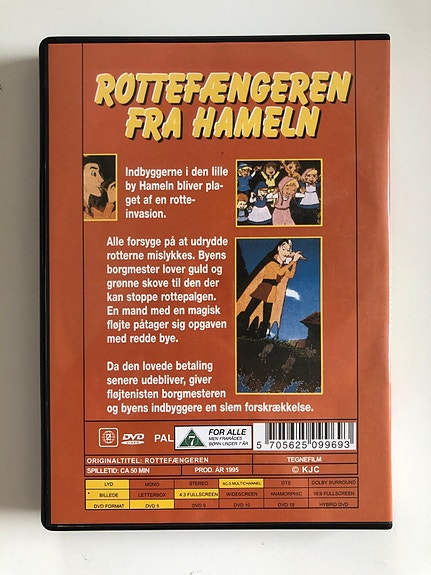 ROTTEFÆNGEREN
FRA HAMELN
Indbyggerne i den lille
by Hameln bliver pla-
get af en rotte-
invasion.
Alle forsøge på at udrydde
rotterne mislykkes. Byens
borgmester lover guld og
grønne skove til den der
kan stoppe rottepalgen.
En mand med en magisk
fløjte påtager sig opgaven
med redde bye.
Da den lovede betaling
senere udebliver, giver
fløjtenisten borgmesteren
og byens indbyggere en slem forskrækkelse.
2 DVD VIDEO PAL 7 FOR ALLE
MEN FRARÅDES
BØRN UNDER 7 ÅR
5 705625 099693
ORIGINALTITEL: ROTTEFÆNGEREN TEGNEFILM
SPILLETID: CA 50 MIN PROD. ÅR 1995 © KJC
LYD MONO STEREO AC-3 MULTICHANNEL DTS DOLBY SURROUND
* BILLEDE LETTERBOX 4:3 FULLSCREEN WIDESCREEN ANAMORPHIC 16:9 FULLSCREEN
DVD FORMAT DVD 5 DVD 9 DVD 10 DVD 18 HYBRID DVD